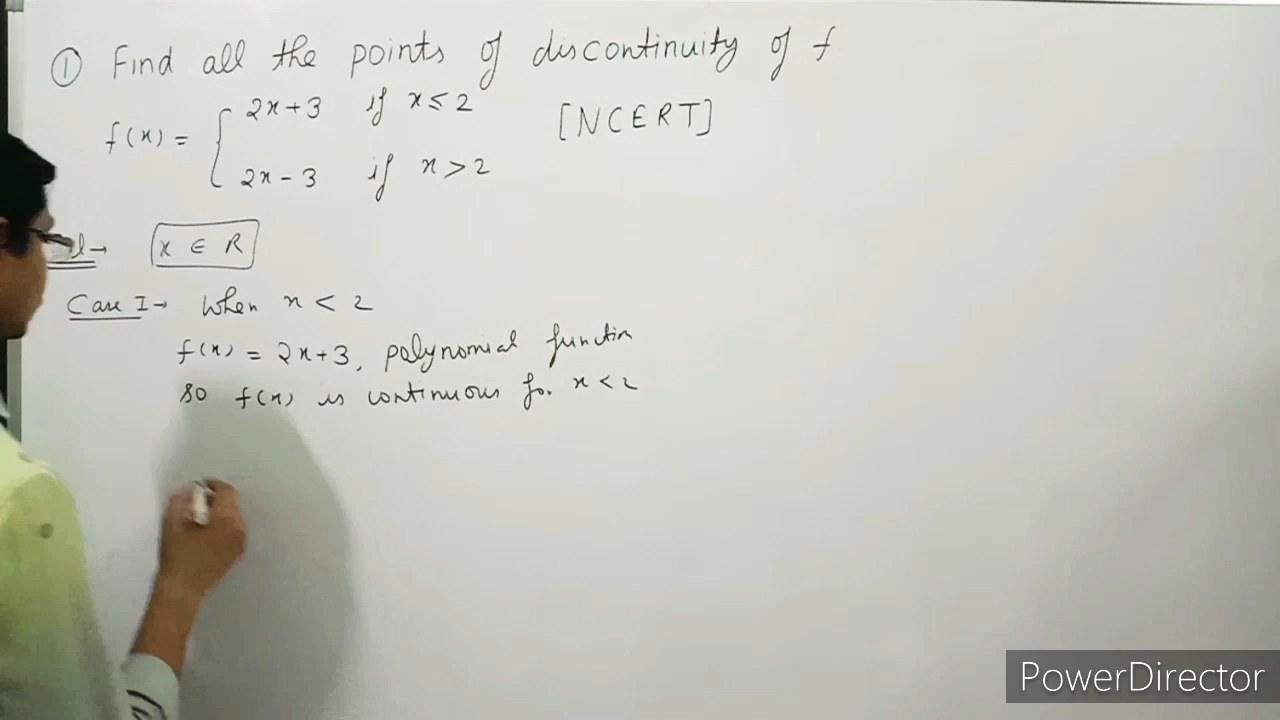 ① Find all the points of discontinuity of f
f(x) = { 2x+3 if x ≤ 2
2x-3 if x > 2
[NCERT]
x ∈ R
Case I → When x < 2
f(x) = 2x+3, polynomial function
so f(x) is continuous for x < 2
PowerDirector